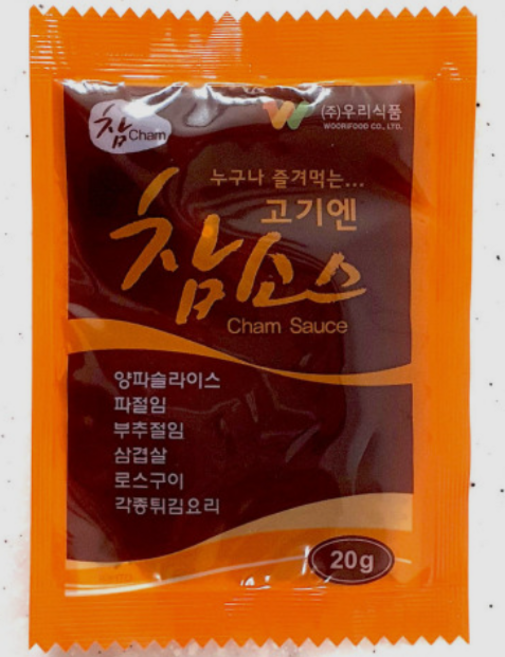 참
Cham
(주)우리식품
WOORIFOOD CO., LTD.
누구나 즐겨먹는...
고기엔
참소스
Cham Sauce
양파슬라이스
파절임
부추절임
삼겹살
로스구이
각종튀김요리
20g